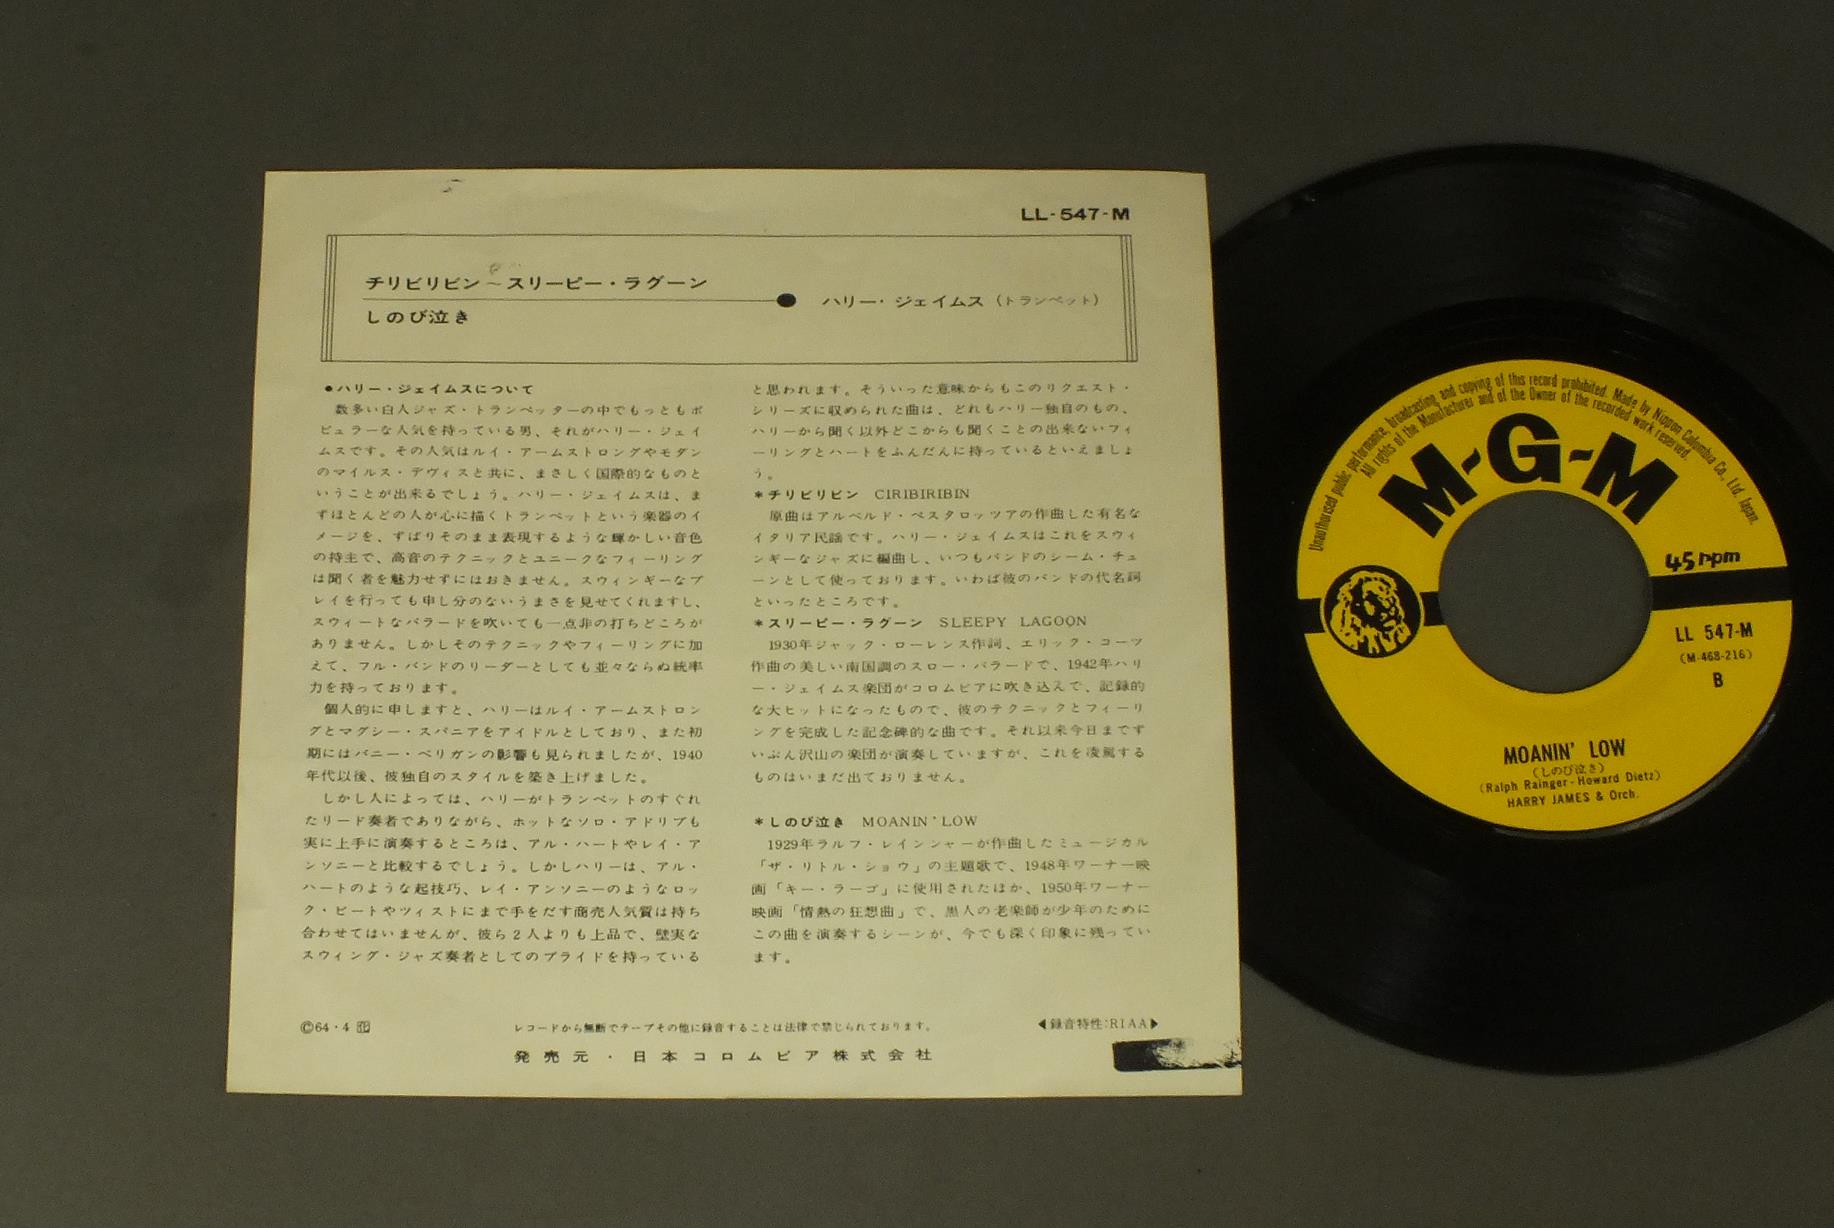 LL-547-M
チリビリビン～スリーピー・ラグーン
しのび泣き
ハリー・ジェイムス（トランペット）
●ハリー・ジェイムスについて
数多い白人ジャズ・トランペッターの中でもっともポ
ピュラーな人気を持っている男、それがハリー・ジェイ
ムスです。その人気はルイ・アームストロングやモダン
のマイルス・デヴィスと共に、まさしく国際的なものと
いうことが出来るでしょう。ハリー・ジェイムスは、ま
ずほとんどの人が心に描くトランペットという楽器のイ
メージを、ずばりそのまま表現するような輝かしい音色
の持主で、高音のテクニックとユニークなフィーリング
は聞く者を魅力せずにはおきません。スウィンギーなプ
レイを行っても申し分のないうまさを見せてくれますし、
スウィートなバラードを吹いても一点非の打ちどころが
ありません。しかしそのテクニックやフィーリングに加
えて、フル・バンドのリーダーとしても並々ならぬ統率
力を持っております。
個人的に申しますと、ハリーはルイ・アームストロン
グとマグシー・スパニアをアイドルとしており、また初
期にはバニー・ベリガンの影響も見られましたが、1940
年代以後、彼独自のスタイルを築き上げました。
しかし人によっては、ハリーがトランペットのすぐれ
たリード奏者でありながら、ホットなソロ・アドリブも
実に上手に演奏するところは、アル・ハートやレイ・ア
ンソニーと比較するでしょう。しかしハリーは、アル・
ハートのような超技巧、レイ・アンソニーのようなロッ
ク・ビートやツィストにまで手をだす商売人気質は持ち
合わせてはいませんが、彼ら2人よりも上品で、堅実な
スウィング・ジャズ奏者としてのプライドを持っている
と思われます。そういった意味からもこのリクエスト・
シリーズに収められた曲は、どれもハリー独自のもの、
ハリーから聞く以外どこからも聞くことの出来ないフィ
ーリングとハートをふんだんに持っているといえましょ
う。
＊チリビリビン　CIRIBIRIBIN
原曲はアルベルド・ペスタロッツアの作曲した有名な
イタリア民謡です。ハリー・ジェイムスはこれをスウィ
ンギーなジャズに編曲し、いつもバンドのシーム・チュ
ーンとして使っております。いわば彼のバンドの代名詞
といったところです。
＊スリーピー・ラグーン　SLEEPY LAGOON
1930年ジャック・ローレンス作詞、エリック・コーツ
作曲の美しい南国調のスロー・バラードで、1942年ハリ
ー・ジェイムス楽団がコロムビアに吹き込んで、記録的
な大ヒットになったもので、彼のテクニックとフィーリ
ングを完成した記念碑的な曲です。それ以来今日まです
いぶん沢山の楽団が演奏していますが、これを凌駕する
ものはいまだ出ておりません。
＊しのび泣き　MOANIN' LOW
1929年ラルフ・レインジャーが作曲したミュージカル
「ザ・リトル・ショウ」の主題歌で、1948年ワーナー映
画「キー・ラーゴ」に使用されたほか、1950年ワーナー
映画「情熱の狂想曲」で、黒人の老楽師が少年のために
この曲を演奏するシーンが、今でも深く印象に残ってい
ます。
Ⓒ64・4
レコードから無断でテープその他に録音することは法律で禁じられております。
◀録音特性：RIAA▶
発売元・日本コロムビア株式会社
Unauthorised public performance, broadcasting and copying of this record prohibited. Made by Nippon Columbia Co., Ltd. Japan.
All rights of the Manufacturer and of the Owner of the recorded work reserved.
M-G-M
45 rpm
LL 547-M
(M-468-216)
B
MOANIN' LOW
(しのび泣き)
(Ralph Rainger-Howard Dietz)
HARRY JAMES & Orch.